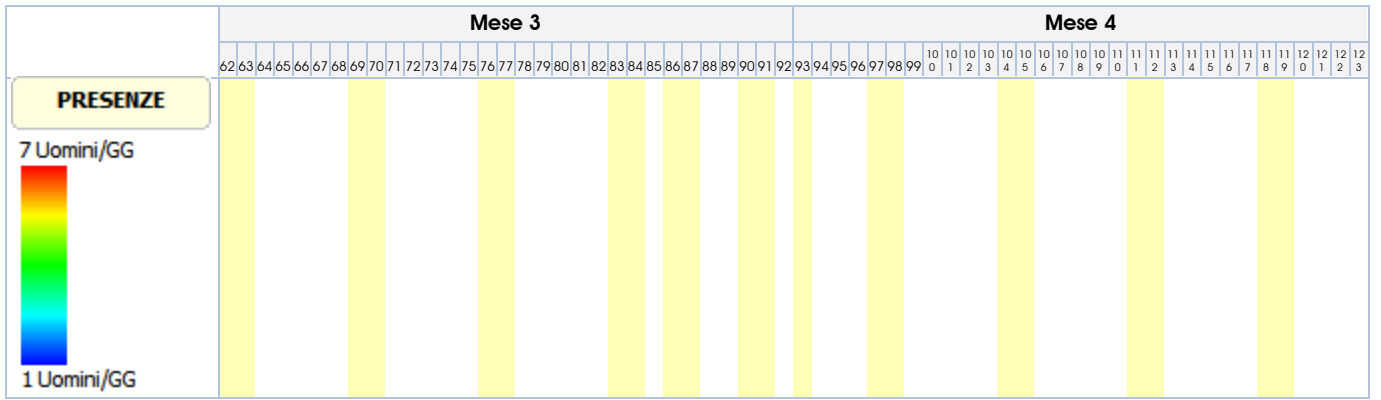 Mese 3 Mese 4
62 63 64 65 66 67 68 69 70 71 72 73 74 75 76 77 78 79 80 81 82 83 84 85 86 87 88 89 90 91 92 93 94 95 96 97 98 99 100 101 102 103 104 105 106 107 108 109 110 111 112 113 114 115 116 117 118 119 120 121 122 123
PRESENZE
7 Uomini/GG
1 Uomini/GG